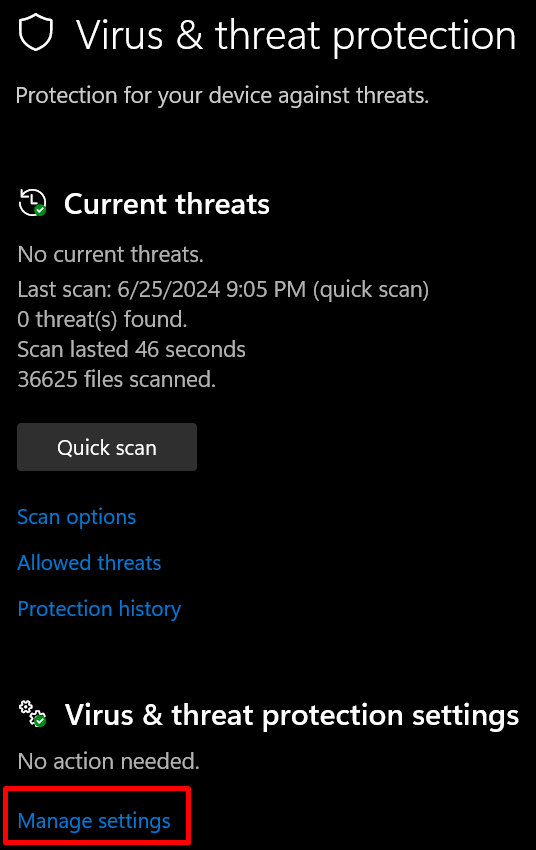 Virus & threat protection
Protection for your device against threats.
Current threats
No current threats.
Last scan: 6/25/2024 9:05 PM (quick scan)
0 threat(s) found.
Scan lasted 46 seconds
36625 files scanned.
Quick scan
Scan options
Allowed threats
Protection history
Virus & threat protection settings
No action needed.
Manage settings